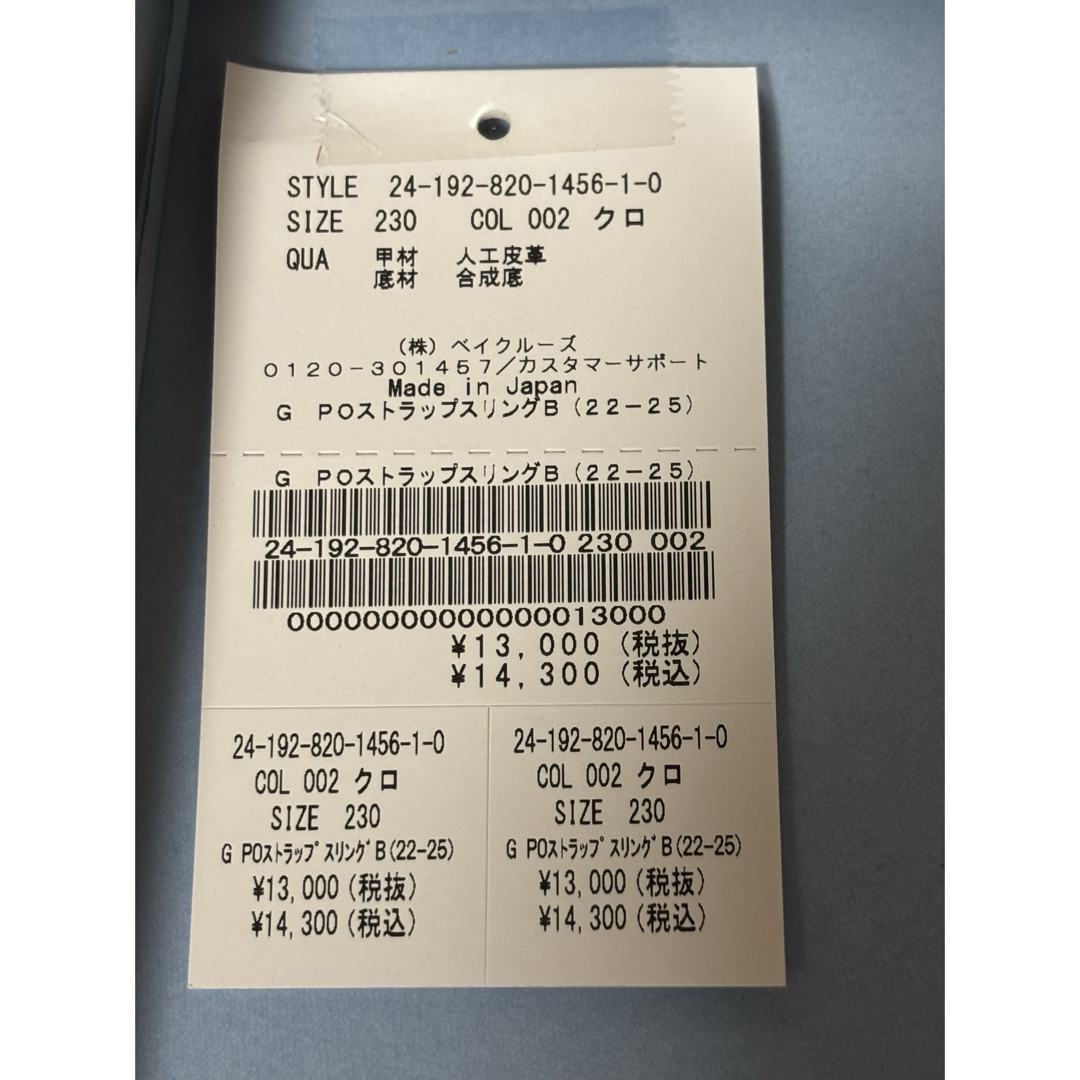 STYLE 24-192-820-1456-1-0
SIZE 230 COL 002 クロ
QUA 甲材 人工皮革
底材 合成底
（株）ベイクルーズ
０１２０－３０１４５７／カスタマーサポート
Made in Japan
Ｇ ＰＯストラップスリングＢ（２２－２５）
Ｇ ＰＯストラップスリングＢ（２２－２５）
24-192-820-1456-1-0 230 002
00000000000000013000
¥13,000（税抜）
¥14,300（税込）
24-192-820-1456-1-0
COL 002 クロ
SIZE 230
G POｽﾄﾗｯﾌﾟｽﾘﾝｸﾞB(22-25)
¥13,000(税抜)
¥14,300(税込)
24-192-820-1456-1-0
COL 002 クロ
SIZE 230
G POｽﾄﾗｯﾌﾟｽﾘﾝｸﾞB(22-25)
¥13,000(税抜)
¥14,300(税込)